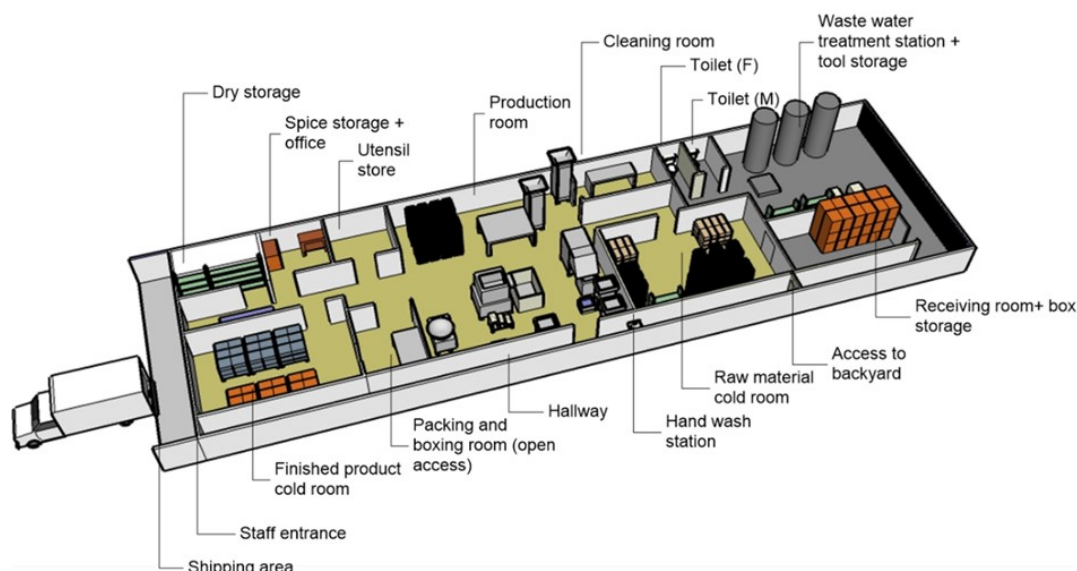 Waste water
treatment station +
tool storage
Cleaning room
Toilet (F)
Toilet (M)
Dry storage
Production
room
Spice storage +
office
Utensil
store
Receiving room+ box
storage
Access to
backyard
Raw material
cold room
Hallway
Hand wash
station
Packing and
boxing room (open
access)
Finished product
cold room
Staff entrance
Shipping area